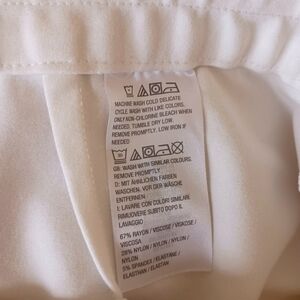 MACHINE WASH COLD DELICATE
CYCLE WASH WITH LIKE COLORS.
ONLY NON-CHLORINE BLEACH WHEN
NEEDED. TUMBLE DRY LOW.
REMOVE PROMPTLY. LOW IRON IF
NEEDED
GB: WASH WITH SIMILAR COLOURS.
REMOVE PROMPTLY
D: MIT ÄHNLICHEN FARBEN
WASCHEN. VOR DER WÄSCHE
ENTFERNEN
I: LAVARE CON COLORI SIMILAR.
RIMUOVERE SUBITO DOPO IL
LAVAGGIO
67% RAYON / VISCOSE / VISKOSE /
VISCOSA
28% NYLON / NYLON / NYLON /
NYLON
5% SPANDEX / ELASTANE /
ELASTHAN / ELASTAN